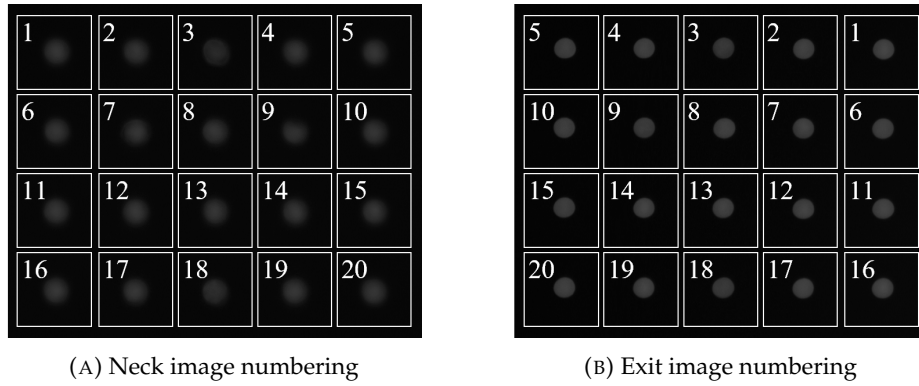 1 2 3 4 5
6 7 8 9 10
11 12 13 14 15
16 17 18 19 20
(A) Neck image numbering
5 4 3 2 1
10 9 8 7 6
15 14 13 12 11
20 19 18 17 16
(B) Exit image numbering